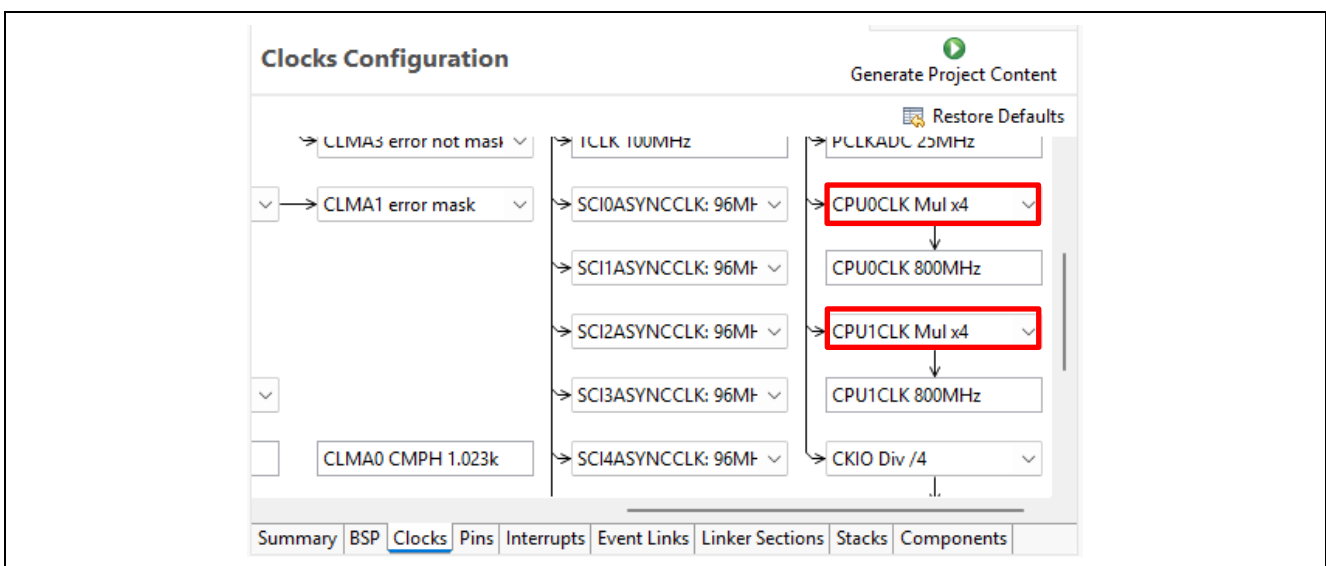 Clocks Configuration
Generate Project Content
Restore Defaults
CLMA3 error not mask
TCLK 100MHz
PCLKADC 25MHz
CLMA1 error mask
SCI0ASYNCCLK: 96MH
CPU0CLK Mul x4
SCI1ASYNCCLK: 96MH
CPU0CLK 800MHz
SCI2ASYNCCLK: 96MH
CPU1CLK Mul x4
SCI3ASYNCCLK: 96MH
CPU1CLK 800MHz
CLMA0 CMPH 1.023k
SCI4ASYNCCLK: 96MH
CKIO Div /4
Summary BSP Clocks Pins Interrupts Event Links Linker Sections Stacks Components